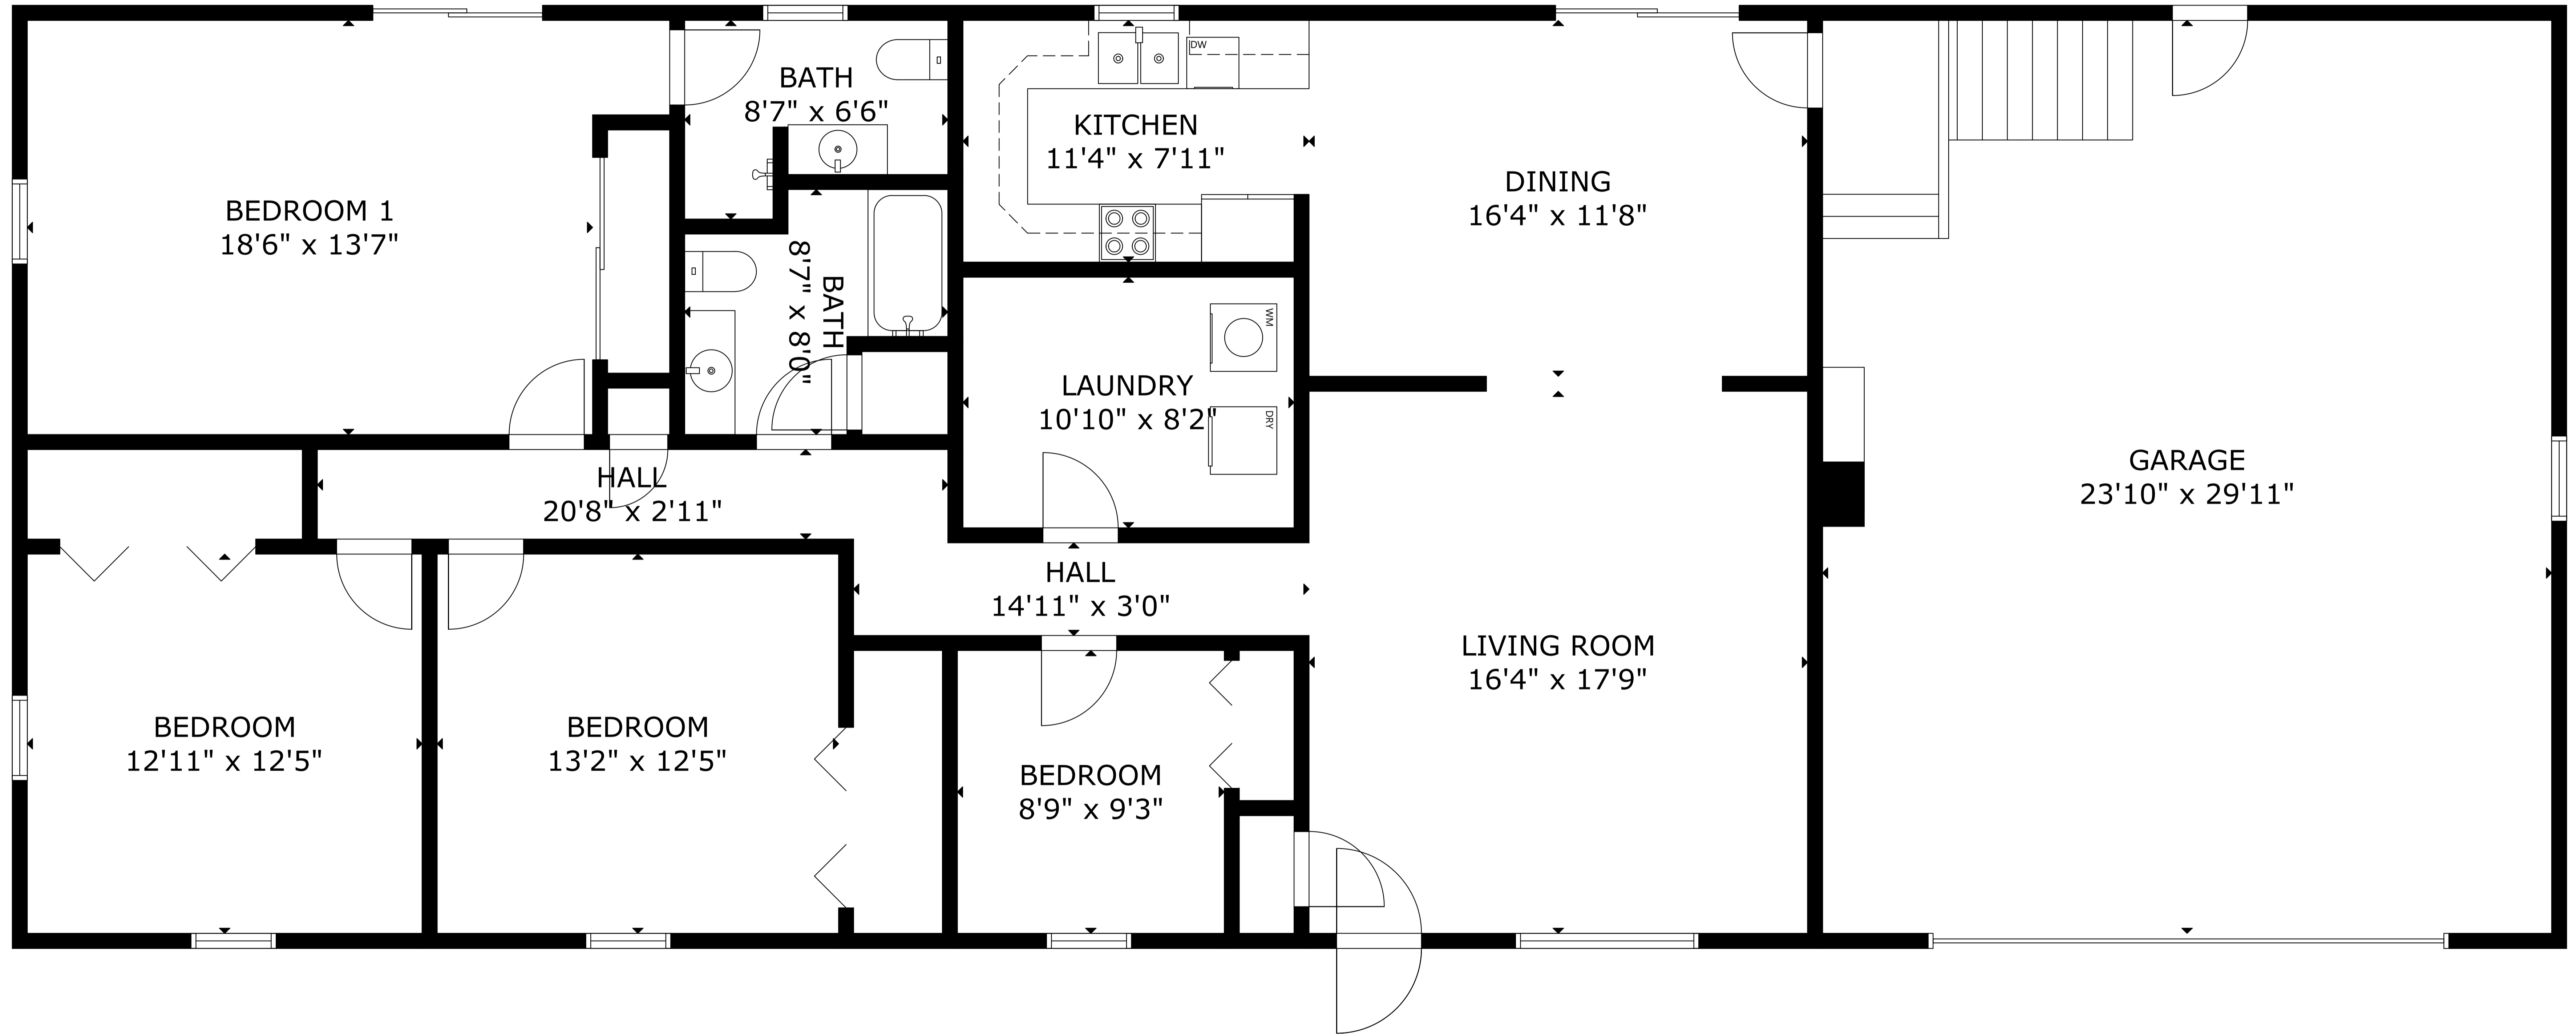 BATH
8'7" x 6'6"
DW
KITCHEN
11'4" x 7'11"
DINING
16'4" x 11'8"
BEDROOM 1
18'6" x 13'7"
BATH
8'7" x 8'0"
WM
LAUNDRY
10'10" x 8'2"
DRY
HALL
20'8" x 2'11"
GARAGE
23'10" x 29'11"
HALL
14'11" x 3'0"
LIVING ROOM
16'4" x 17'9"
BEDROOM
12'11" x 12'5"
BEDROOM
13'2" x 12'5"
BEDROOM
8'9" x 9'3"